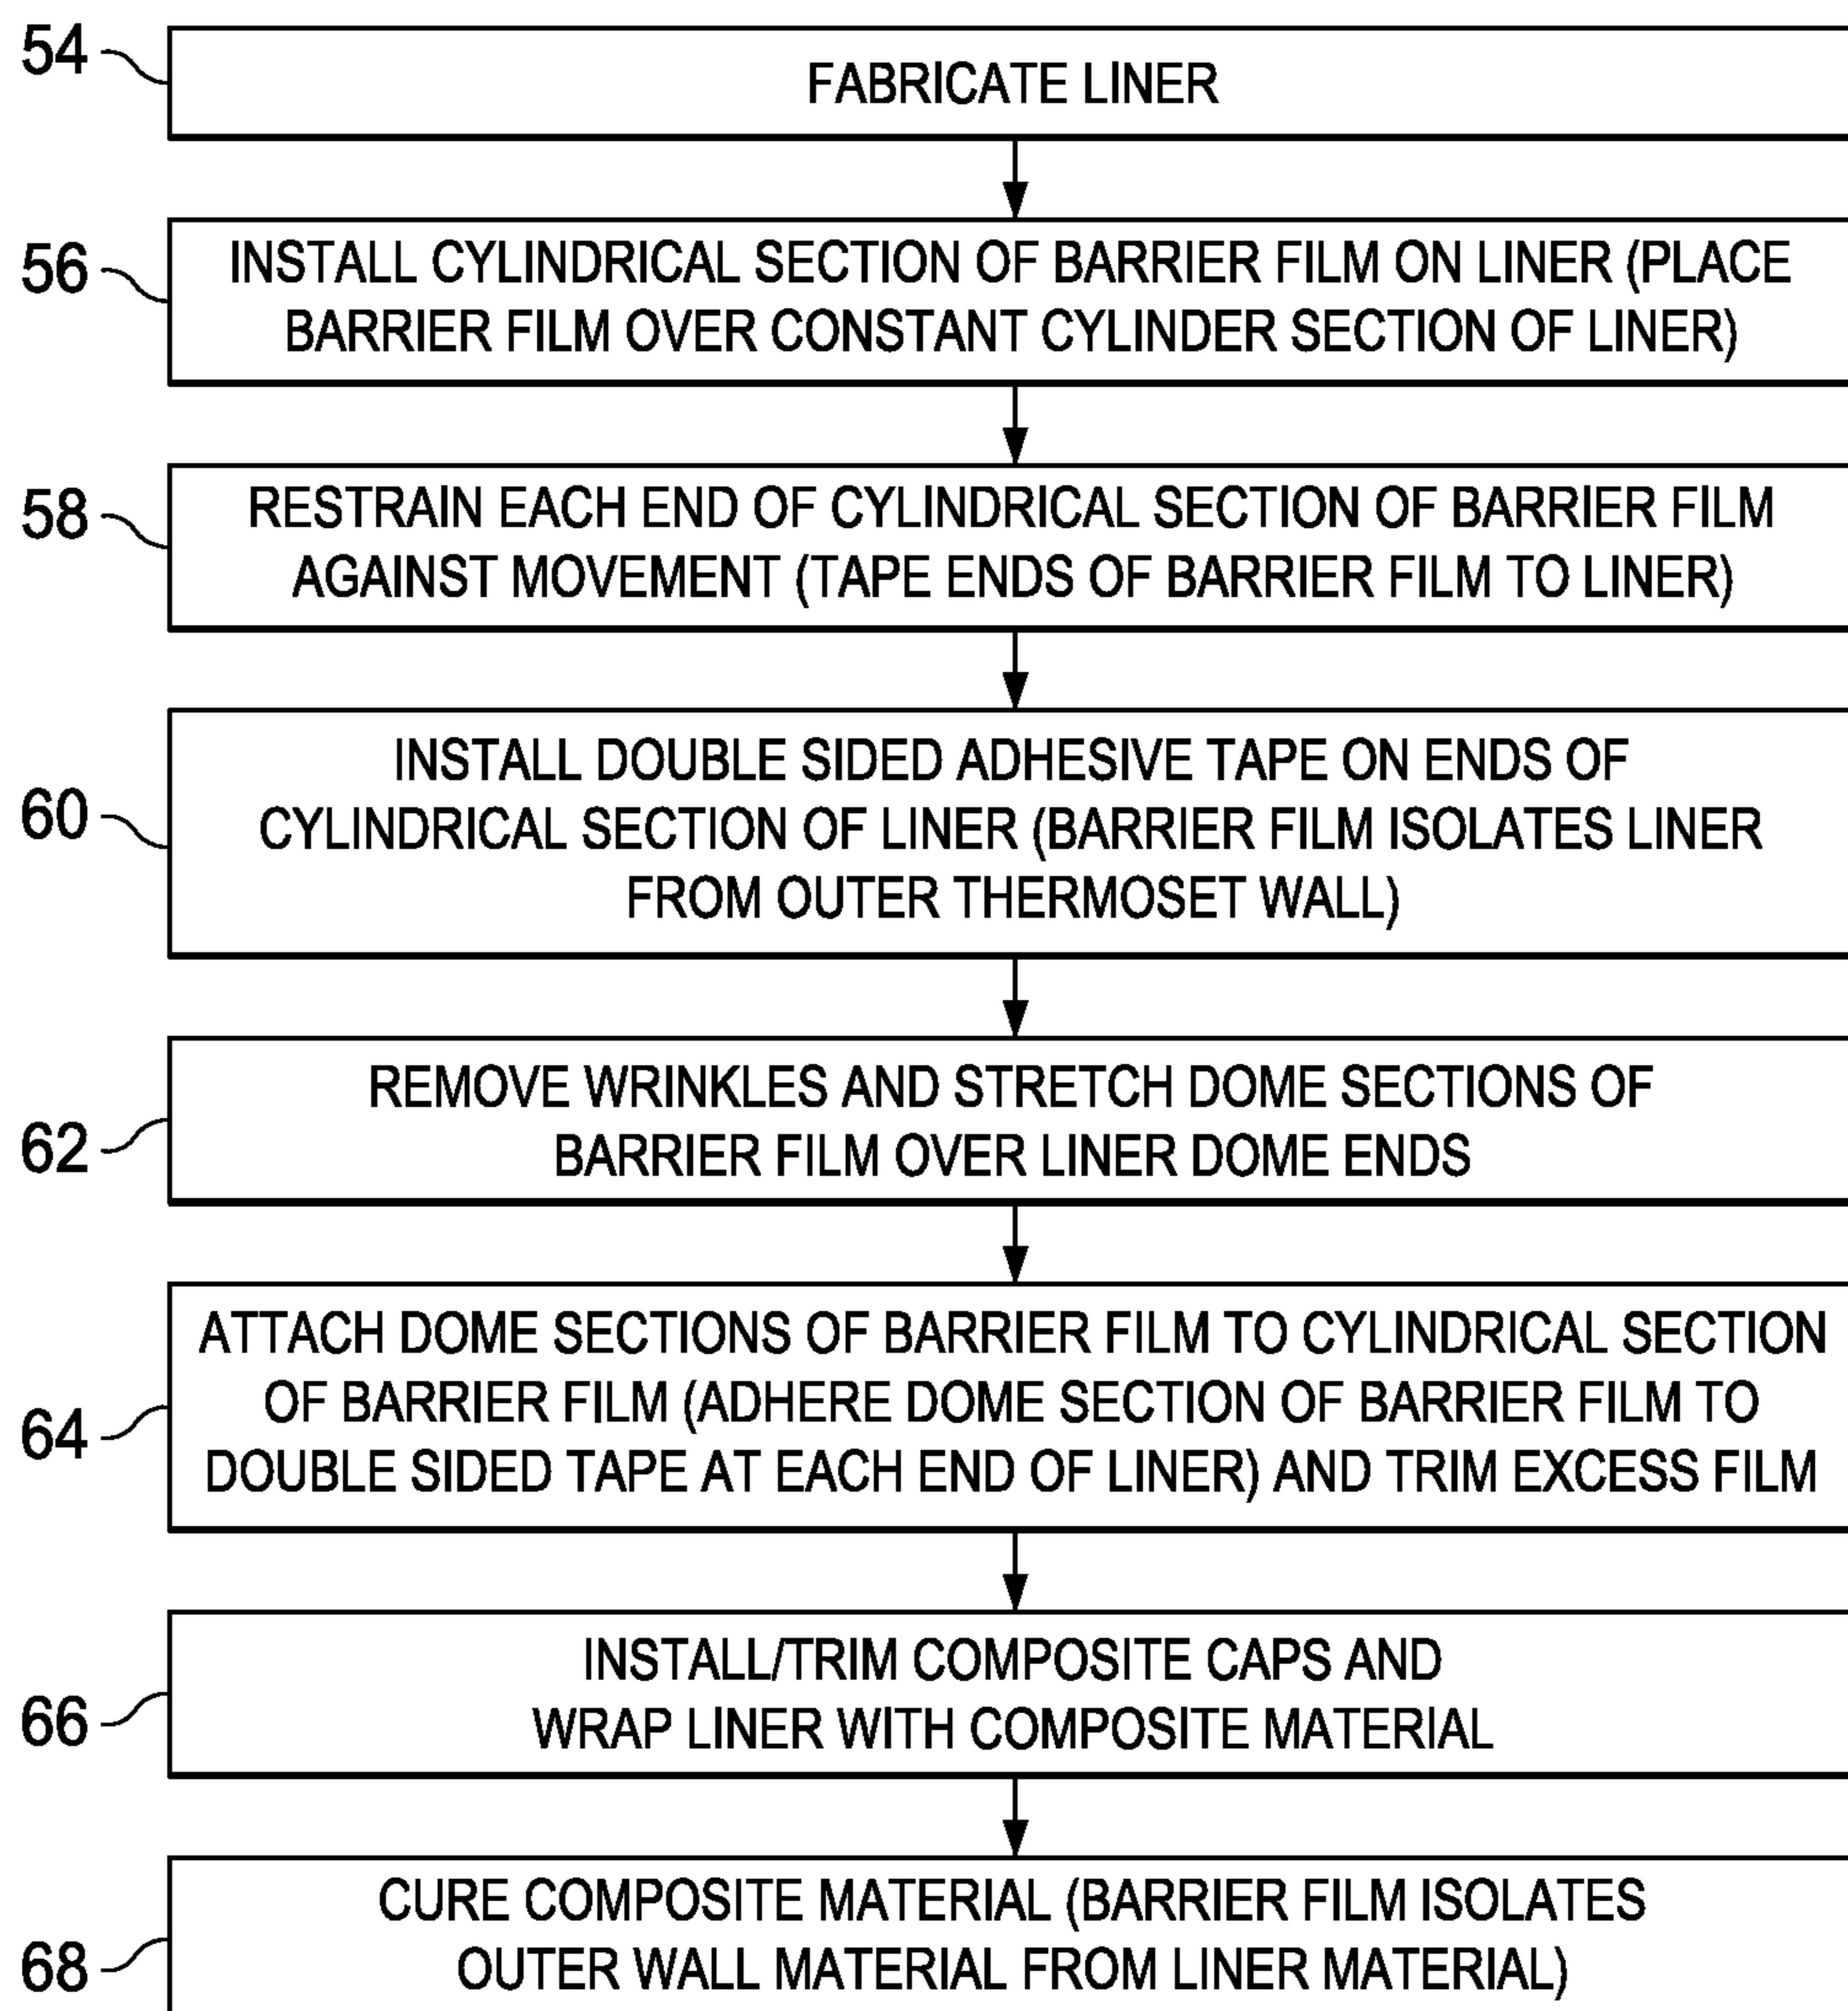 54
FABRICATE LINER
56
INSTALL CYLINDRICAL SECTION OF BARRIER FILM ON LINER (PLACE
BARRIER FILM OVER CONSTANT CYLINDER SECTION OF LINER)
58
RESTRAIN EACH END OF CYLINDRICAL SECTION OF BARRIER FILM
AGAINST MOVEMENT (TAPE ENDS OF BARRIER FILM TO LINER)
60
INSTALL DOUBLE SIDED ADHESIVE TAPE ON ENDS OF
CYLINDRICAL SECTION OF LINER (BARRIER FILM ISOLATES LINER
FROM OUTER THERMOSET WALL)
62
REMOVE WRINKLES AND STRETCH DOME SECTIONS OF
BARRIER FILM OVER LINER DOME ENDS
64
ATTACH DOME SECTIONS OF BARRIER FILM TO CYLINDRICAL SECTION
OF BARRIER FILM (ADHERE DOME SECTION OF BARRIER FILM TO
DOUBLE SIDED TAPE AT EACH END OF LINER) AND TRIM EXCESS FILM
66
INSTALL/TRIM COMPOSITE CAPS AND
WRAP LINER WITH COMPOSITE MATERIAL
68
CURE COMPOSITE MATERIAL (BARRIER FILM ISOLATES
OUTER WALL MATERIAL FROM LINER MATERIAL)